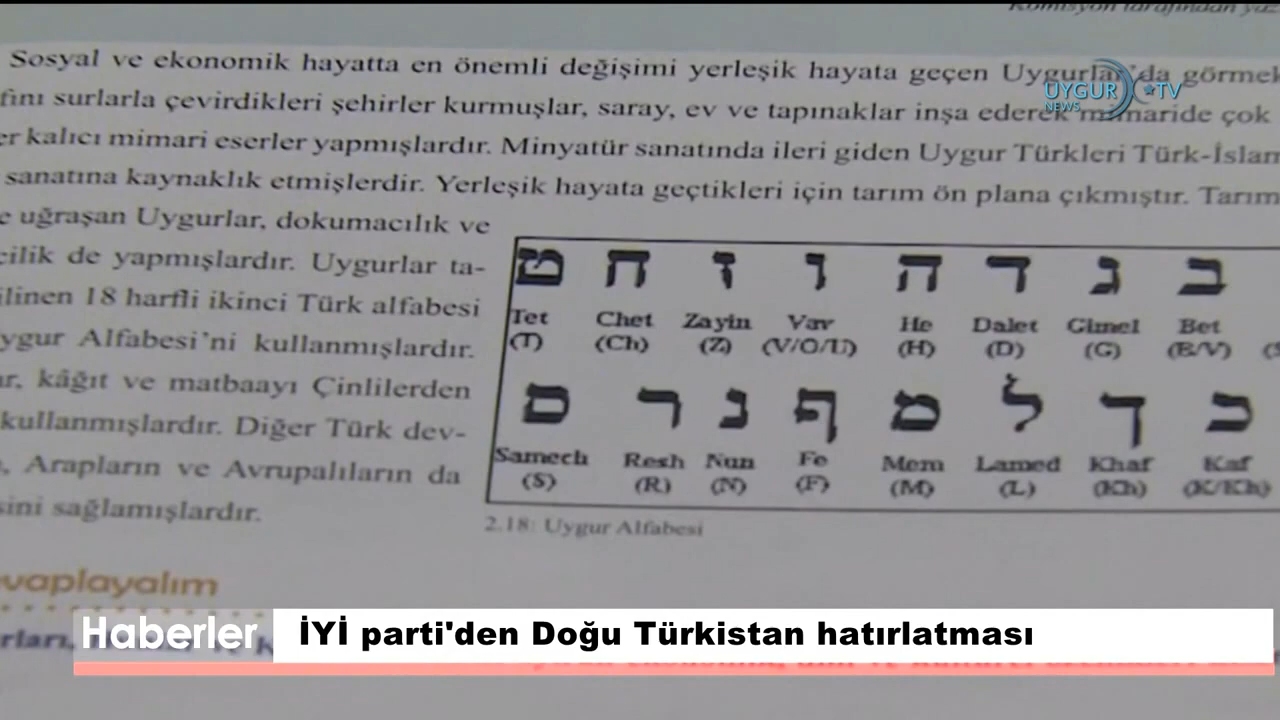 Komisyon tarafından yaz
Sosyal ve ekonomik hayatta en önemli değişimi yerleşik hayata geçen Uygurlar'da görmek
fını surlarla çevirdikleri şehirler kurmuşlar, saray, ev ve tapınaklar inşa ederek mimaride çok
er kalıcı mimari eserler yapmışlardır. Minyatür sanatında ileri giden Uygur Türkleri Türk-İslam
sanatına kaynaklık etmişlerdir. Yerleşik hayata geçtikleri için tarım ön plana çıkmıştır. Tarım
e uğraşan Uygurlar, dokumacılık ve
cilik de yapmışlardır. Uygurlar ta-
ilinen 18 harfli ikinci Türk alfabesi
ygur Alfabesi'ni kullanmışlardır.
ar, kâğıt ve matbaayı Çinlilerden
kullanmışlardır. Diğer Türk dev-
Arapların ve Avrupalıların da
sini sağlamışlardır.
UYGUR TV
NEWS
ט ח ז ו ה ד ג ב
Tet Chet Zayin Vav He Dalet Gimel Bet
(T) (Ch) (Z) (V/O/U) (H) (D) (G) (B/V)
ם ר נ ף מ ל ך כ
Samech Resh Nun Fe Mem Lamed Khaf Kaf
(S) (R) (N) (F) (M) (L) (Kh) (K/Kh)
2.18: Uygur Alfabesi
vaplayalım
rları,
Haberler
İYİ parti'den Doğu Türkistan hatırlatması